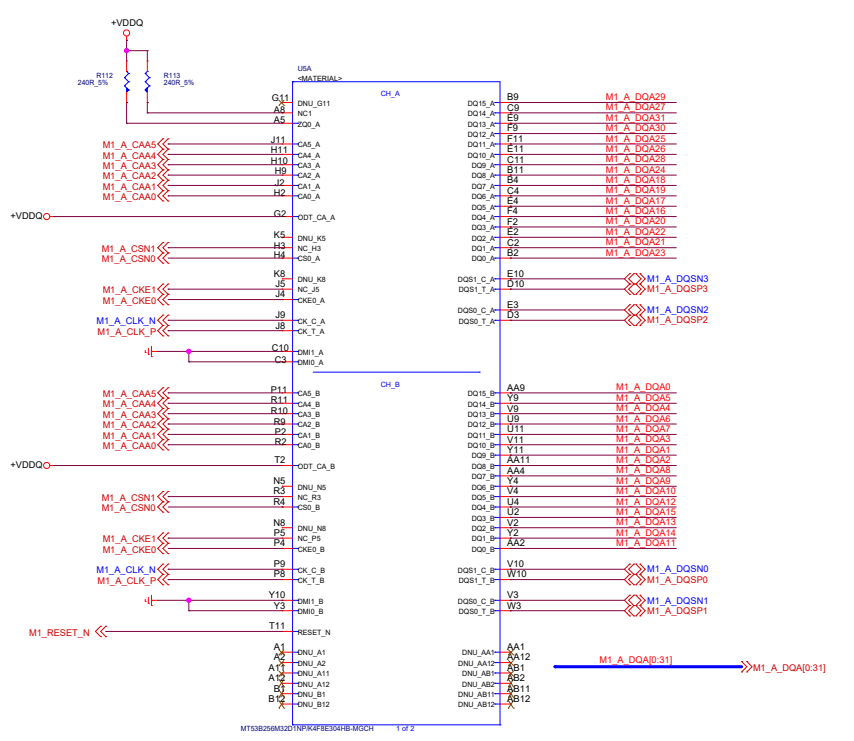 +VDDQ
R112
240R_5%
R113
240R_5%
U5A
<MATERIAL>
CH_A
G11 DNU_G11
A8 NC1
A5 ZQ0_A
M1_A_CAA5 J11 CA5_A
M1_A_CAA4 H11 CA4_A
M1_A_CAA3 H10 CA3_A
M1_A_CAA2 H9 CA2_A
M1_A_CAA1 J2 CA1_A
M1_A_CAA0 H2 CA0_A
+VDDQ G2 ODT_CA_A
K5 DNU_K5
M1_A_CSN1 H3 NC_H3
M1_A_CSN0 H4 CS0_A
K8 DNU_K8
M1_A_CKE1 J5 NC_J5
M1_A_CKE0 J4 CKE0_A
M1_A_CLK_N J9 CK_C_A
M1_A_CLK_P J8 CK_T_A
C10 DMI1_A
C3 DMI0_A
DQ15_A B9 M1_A_DQA29
DQ14_A C9 M1_A_DQA27
DQ13_A E9 M1_A_DQA31
DQ12_A F9 M1_A_DQA30
DQ11_A F11 M1_A_DQA25
DQ10_A E11 M1_A_DQA26
DQ9_A C11 M1_A_DQA28
DQ8_A B11 M1_A_DQA24
DQ7_A B4 M1_A_DQA18
DQ6_A C4 M1_A_DQA19
DQ5_A E4 M1_A_DQA17
DQ4_A F4 M1_A_DQA16
DQ3_A F2 M1_A_DQA20
DQ2_A E2 M1_A_DQA22
DQ1_A C2 M1_A_DQA21
DQ0_A B2 M1_A_DQA23
DQS1_C_A E10 M1_A_DQSN3
DQS1_T_A D10 M1_A_DQSP3
DQS0_C_A E3 M1_A_DQSN2
DQS0_T_A D3 M1_A_DQSP2
CH_B
M1_A_CAA5 P11 CA5_B
M1_A_CAA4 R11 CA4_B
M1_A_CAA3 R10 CA3_B
M1_A_CAA2 R9 CA2_B
M1_A_CAA1 P2 CA1_B
M1_A_CAA0 R2 CA0_B
+VDDQ T2 ODT_CA_B
N5 DNU_N5
M1_A_CSN1 R3 NC_R3
M1_A_CSN0 R4 CS0_B
N8 DNU_N8
M1_A_CKE1 P5 NC_P5
M1_A_CKE0 P4 CKE0_B
M1_A_CLK_N P9 CK_C_B
M1_A_CLK_P P8 CK_T_B
Y10 DMI1_B
Y3 DMI0_B
M1_RESET_N T11 RESET_N
A1 DNU_A1
A2 DNU_A2
A11 DNU_A11
A12 DNU_A12
B1 DNU_B1
B12 DNU_B12
DQ15_B AA9 M1_A_DQA0
DQ14_B Y9 M1_A_DQA5
DQ13_B V9 M1_A_DQA4
DQ12_B U9 M1_A_DQA6
DQ11_B U11 M1_A_DQA7
DQ10_B V11 M1_A_DQA3
DQ9_B Y11 M1_A_DQA1
DQ8_B AA11 M1_A_DQA2
DQ7_B AA4 M1_A_DQA8
DQ6_B Y4 M1_A_DQA9
DQ5_B V4 M1_A_DQA10
DQ4_B U4 M1_A_DQA12
DQ3_B U2 M1_A_DQA15
DQ2_B V2 M1_A_DQA13
DQ1_B Y2 M1_A_DQA14
DQ0_B AA2 M1_A_DQA11
DQS1_C_B V10 M1_A_DQSN0
DQS1_T_B W10 M1_A_DQSP0
DQS0_C_B V3 M1_A_DQSN1
DQS0_T_B W3 M1_A_DQSP1
DNU_AA1 AA1
DNU_AA12 AA12
DNU_AB1 AB1
DNU_AB2 AB2
DNU_AB11 AB11
DNU_AB12 AB12
M1_A_DQA[0:31] M1_A_DQA[0:31]
MT53B256M32D1NP/K4F8E304HB-MGCH 1 of 2